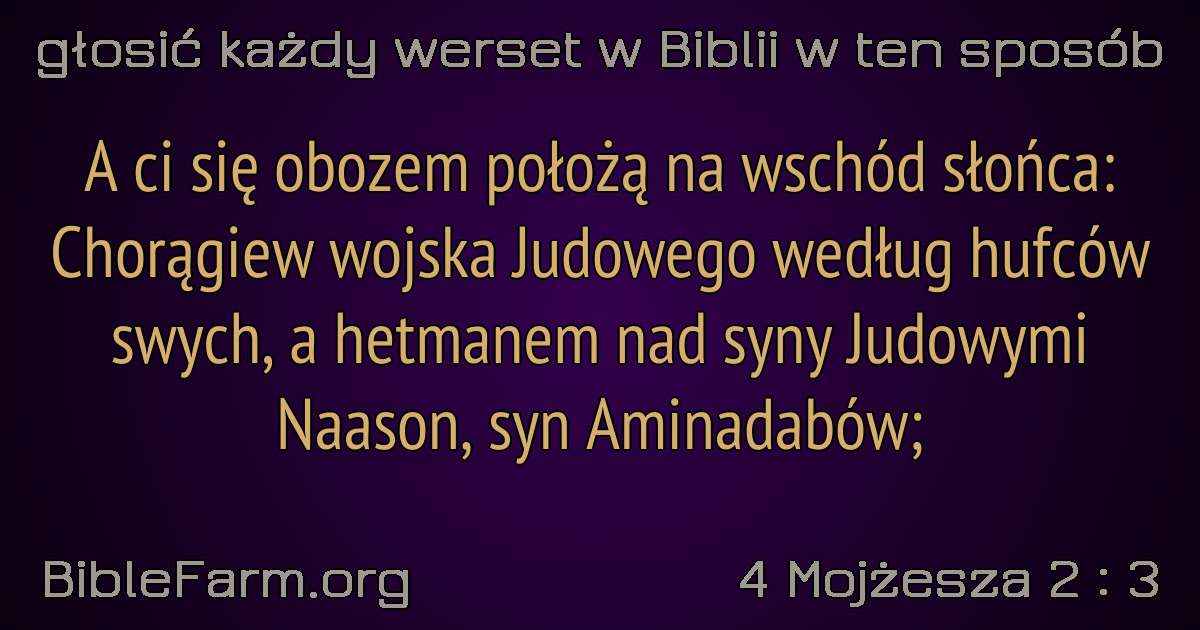 głosić każdy werset w Biblii w ten sposób
A ci się obozem położą na wschód słońca:
Chorągiew wojska Judowego według hufców
swych, a hetmanem nad syny Judowymi
Naason, syn Aminadabów;
BibleFarm.org
4 Mojżesza 2 : 3